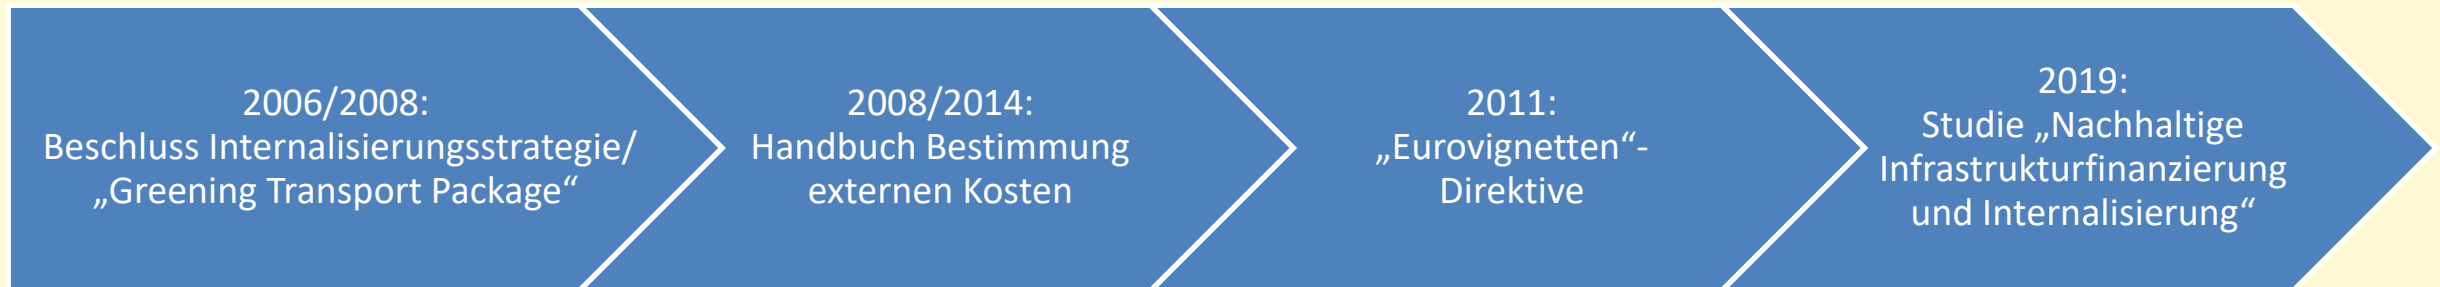 2006/2008:
Beschluss Internalisierungsstrategie/
„Greening Transport Package“
2008/2014:
Handbuch Bestimmung
externen Kosten
2011:
„Eurovignetten“-
Direktive
2019:
Studie „Nachhaltige
Infrastrukturfinanzierung
und Internalisierung“